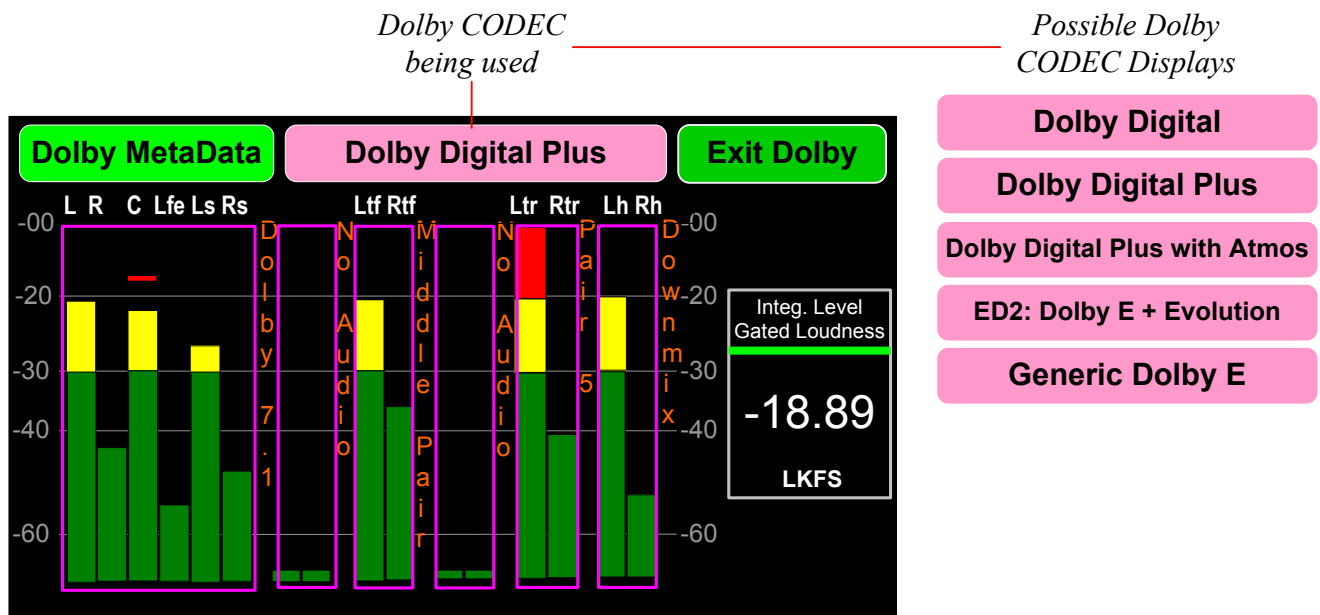 Dolby CODEC
being used
Possible Dolby
CODEC Displays
Dolby MetaData
Dolby Digital Plus
Exit Dolby
L R C Lfe Ls Rs Ltf Rtf Ltr Rtr Lh Rh
-00
-20
-30
-40
-60
Dolby 7.1
No Audio
Middle Pair
No Audio
Pair 5
Downmix
-00
-20
-30
-40
-60
Integ. Level
Gated Loudness
-18.89
LKFS
Dolby Digital
Dolby Digital Plus
Dolby Digital Plus with Atmos
ED2: Dolby E + Evolution
Generic Dolby E